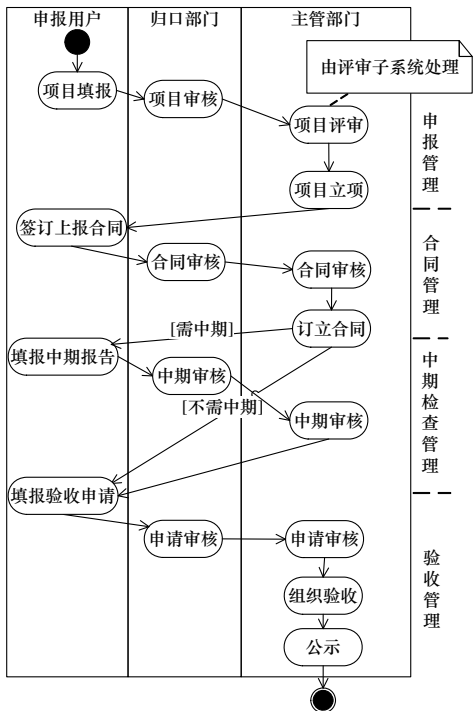 申报用户
归口部门
主管部门
由评审子系统处理
项目填报
项目审核
项目评审
项目立项
申报管理
签订上报合同
合同审核
合同审核
订立合同
合同管理
[需中期]
填报中期报告
中期审核
[不需中期]
中期审核
中期检查管理
填报验收申请
申请审核
申请审核
组织验收
公示
验收管理